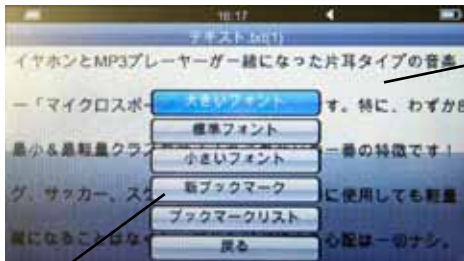 16:17
テキスト.txt(1)
イヤホンとMP3プレーヤーが一緒になった片耳タイプの音楽
ー「マイクロスポー
す。特に、わずか8
最小&最軽量クラス
番の特徴です!
グ、サッカー、ス
に使用しても軽量
になることはな
心配は一切ナシ。
大きいフォント
標準フォント
小さいフォント
新ブックマーク
ブックマークリスト
戻る